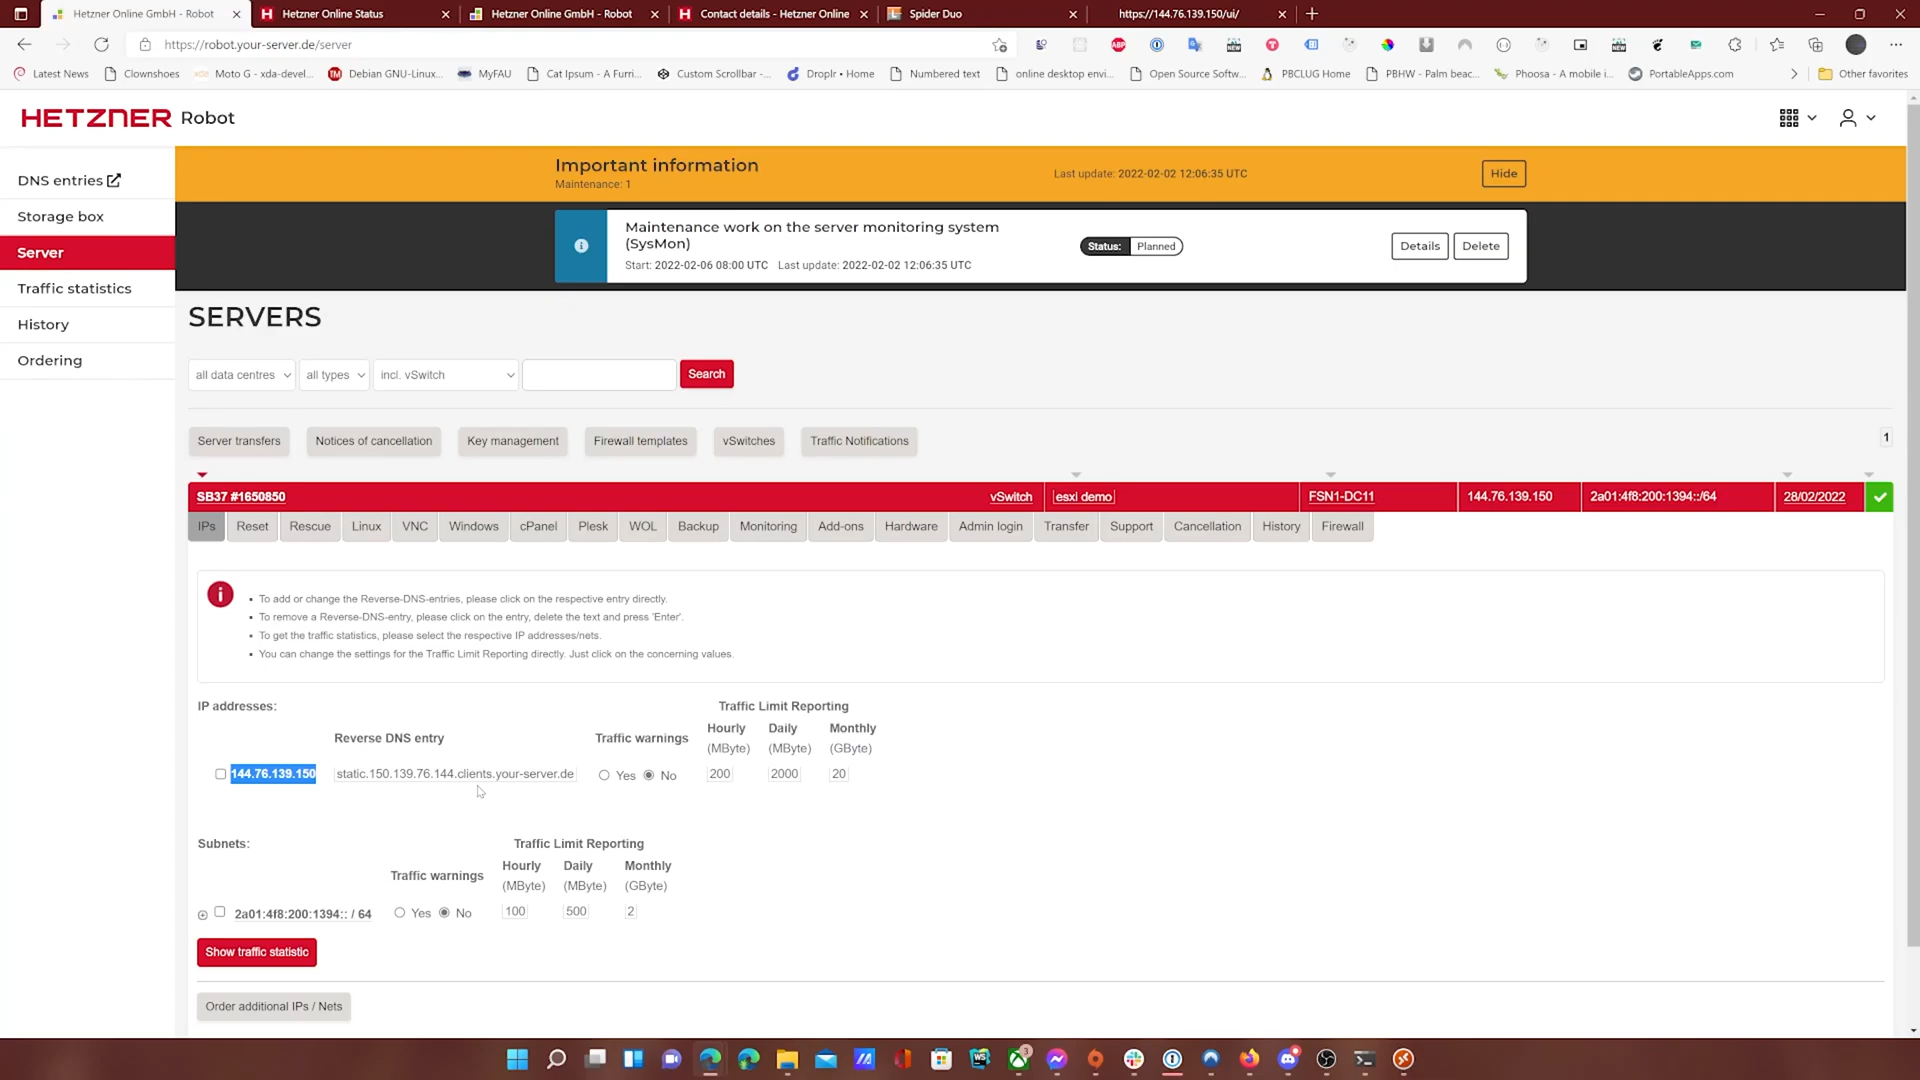 Hetzner Online GmbH - Robot
Hetzner Online Status
Hetzner Online GmbH - Robot
Contact details - Hetzner Online
Spider Duo
https://144.76.139.150/ui/
https://robot.your-server.de/server
Latest News
Clownshoes
Moto G - xda-devel...
Debian GNU-Linux...
MyFAU
Cat Ipsum - A Furri...
Custom Scrollbar -...
Droplr • Home
Numbered text
online desktop envi...
Open Source Softw...
PBCLUG Home
PBHW - Palm beac...
Phoosa - A mobile i...
PortableApps.com
Other favorites
HETZNER Robot
DNS entries
Storage box
Server
Traffic statistics
History
Ordering
Important information
Maintenance: 1
Last update: 2022-02-02 12:06:35 UTC
Hide
Maintenance work on the server monitoring system
(SysMon)
Start: 2022-02-06 08:00 UTC Last update: 2022-02-02 12:06:35 UTC
Status: Planned
Details
Delete
SERVERS
all data centres
all types
incl. vSwitch
Search
Server transfers
Notices of cancellation
Key management
Firewall templates
vSwitches
Traffic Notifications
1
SB37 #1650850
vSwitch
esxi demo
FSN1-DC11
144.76.139.150
2a01:4f8:200:1394::/64
28/02/2022
IPs
Reset
Rescue
Linux
VNC
Windows
cPanel
Plesk
WOL
Backup
Monitoring
Add-ons
Hardware
Admin login
Transfer
Support
Cancellation
History
Firewall
To add or change the Reverse-DNS-entries, please click on the respective entry directly.
To remove a Reverse-DNS-entry, please click on the entry, delete the text and press 'Enter'.
To get the traffic statistics, please select the respective IP addresses/nets.
You can change the settings for the Traffic Limit Reporting directly. Just click on the concerning values.
IP addresses:
Traffic Limit Reporting
Reverse DNS entry
Traffic warnings
Hourly
(MByte)
Daily
(MByte)
Monthly
(GByte)
144.76.139.150
static.150.139.76.144.clients.your-server.de
Yes
No
200
2000
20
Subnets:
Traffic Limit Reporting
Traffic warnings
Hourly
(MByte)
Daily
(MByte)
Monthly
(GByte)
2a01:4f8:200:1394:: / 64
Yes
No
100
500
2
Show traffic statistic
Order additional IPs / Nets